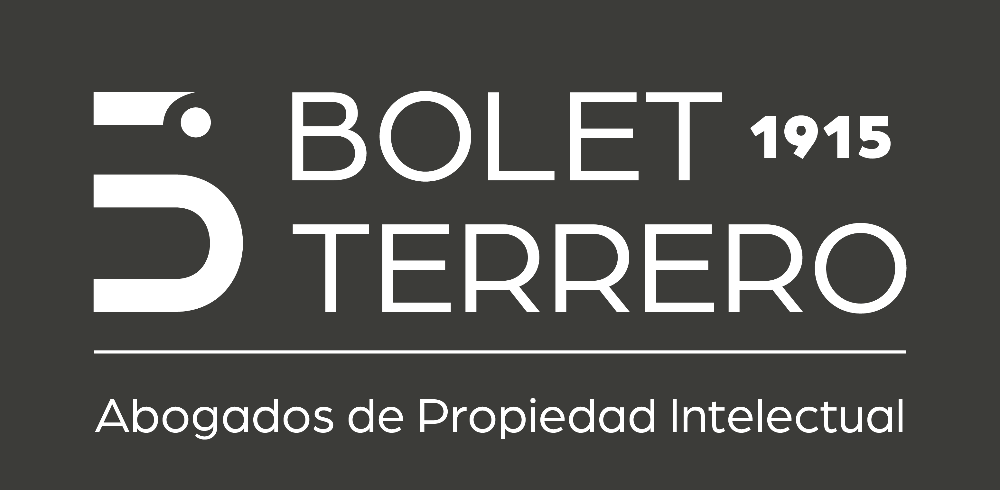 BOLET 1915
TERRERO
Abogados de Propiedad Intelectual